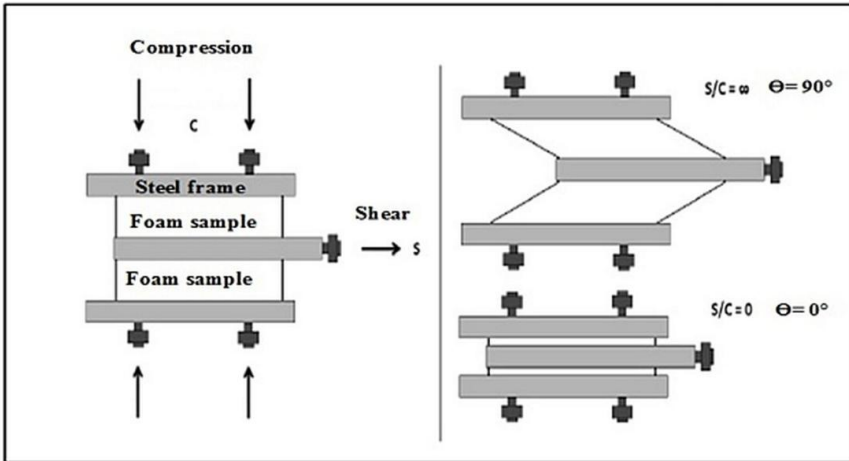 Compression
C
Steel frame
Foam sample
Shear
S
Foam sample
S/C = ∞ Ɵ= 90°
S/C = 0 Ɵ= 0°